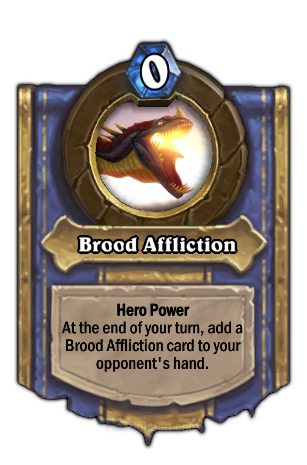 0
Brood Affliction
Hero Power
At the end of your turn, add a
Brood Affliction card to your
opponent's hand.